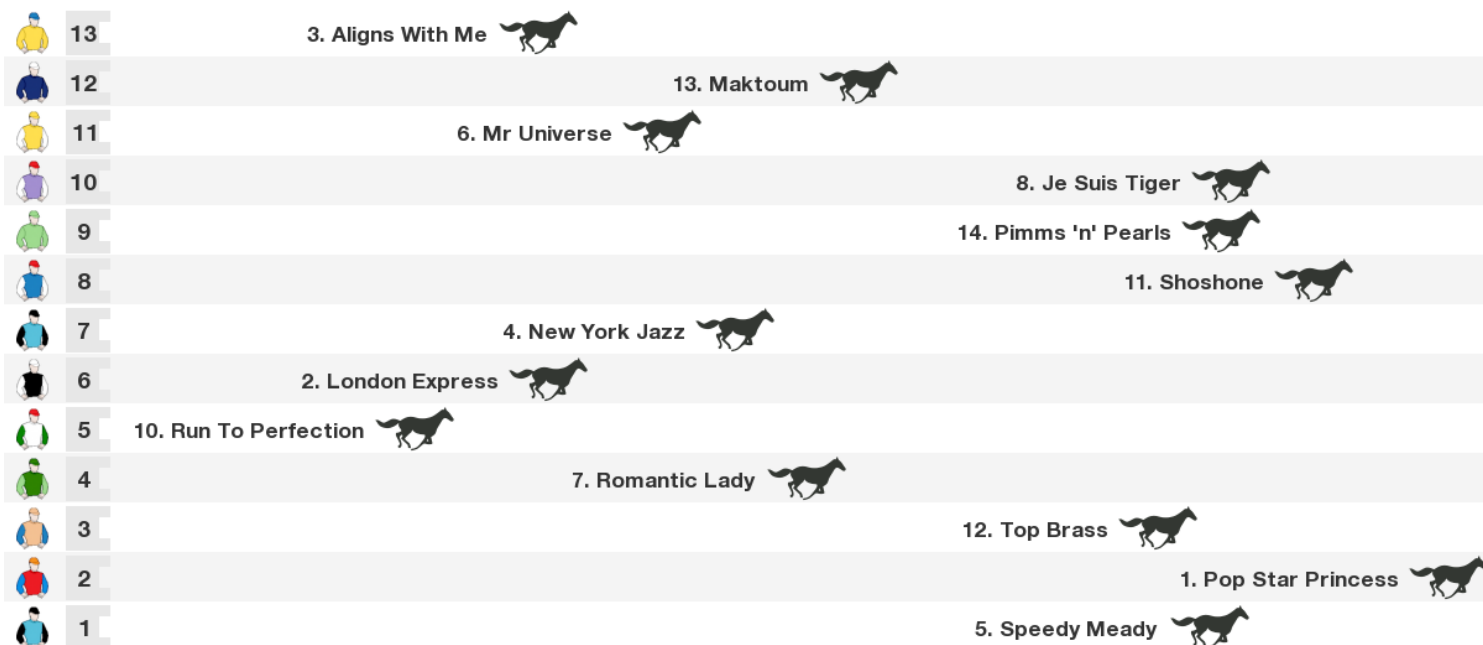 13 3. Aligns With Me
12 13. Maktoum
11 6. Mr Universe
10 8. Je Suis Tiger
9 14. Pimms 'n' Pearls
8 11. Shoshone
7 4. New York Jazz
6 2. London Express
5 10. Run To Perfection
4 7. Romantic Lady
3 12. Top Brass
2 1. Pop Star Princess
1 5. Speedy Meady